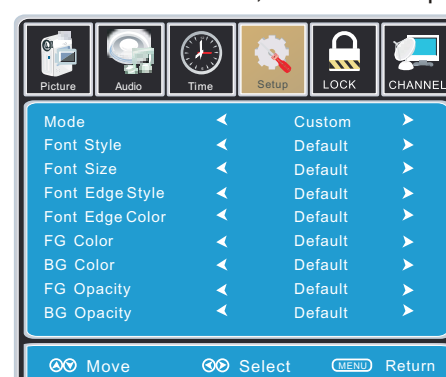 Picture Audio Time Setup LOCK CHANNEL
Mode Custom
Font Style Default
Font Size Default
Font Edge Style Default
Font Edge Color Default
FG Color Default
BG Color Default
FG Opacity Default
BG Opacity Default
Move Select MENU Return